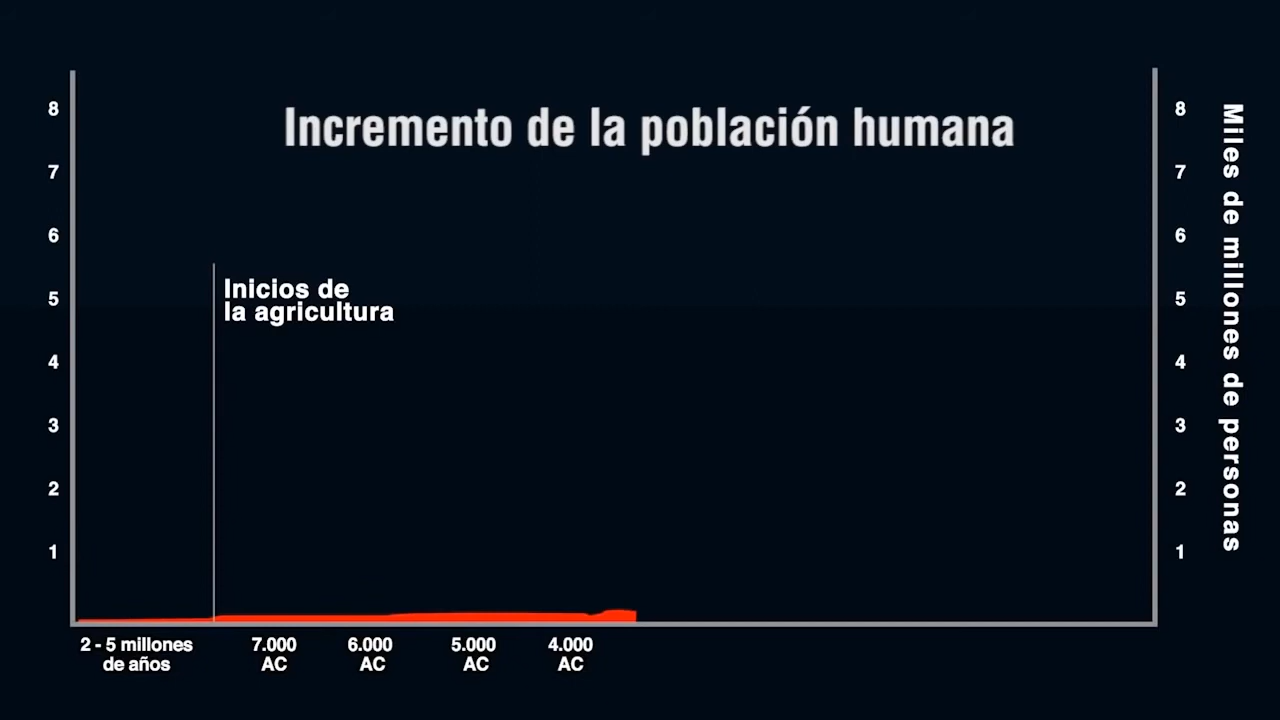 Incremento de la población humana
8
7
6
5
4
3
2
1
Inicios de
la agricultura
8
7
6
5
4
3
2
1
Miles de millones de personas
2 - 5 millones
de años
7.000
AC
6.000
AC
5.000
AC
4.000
AC